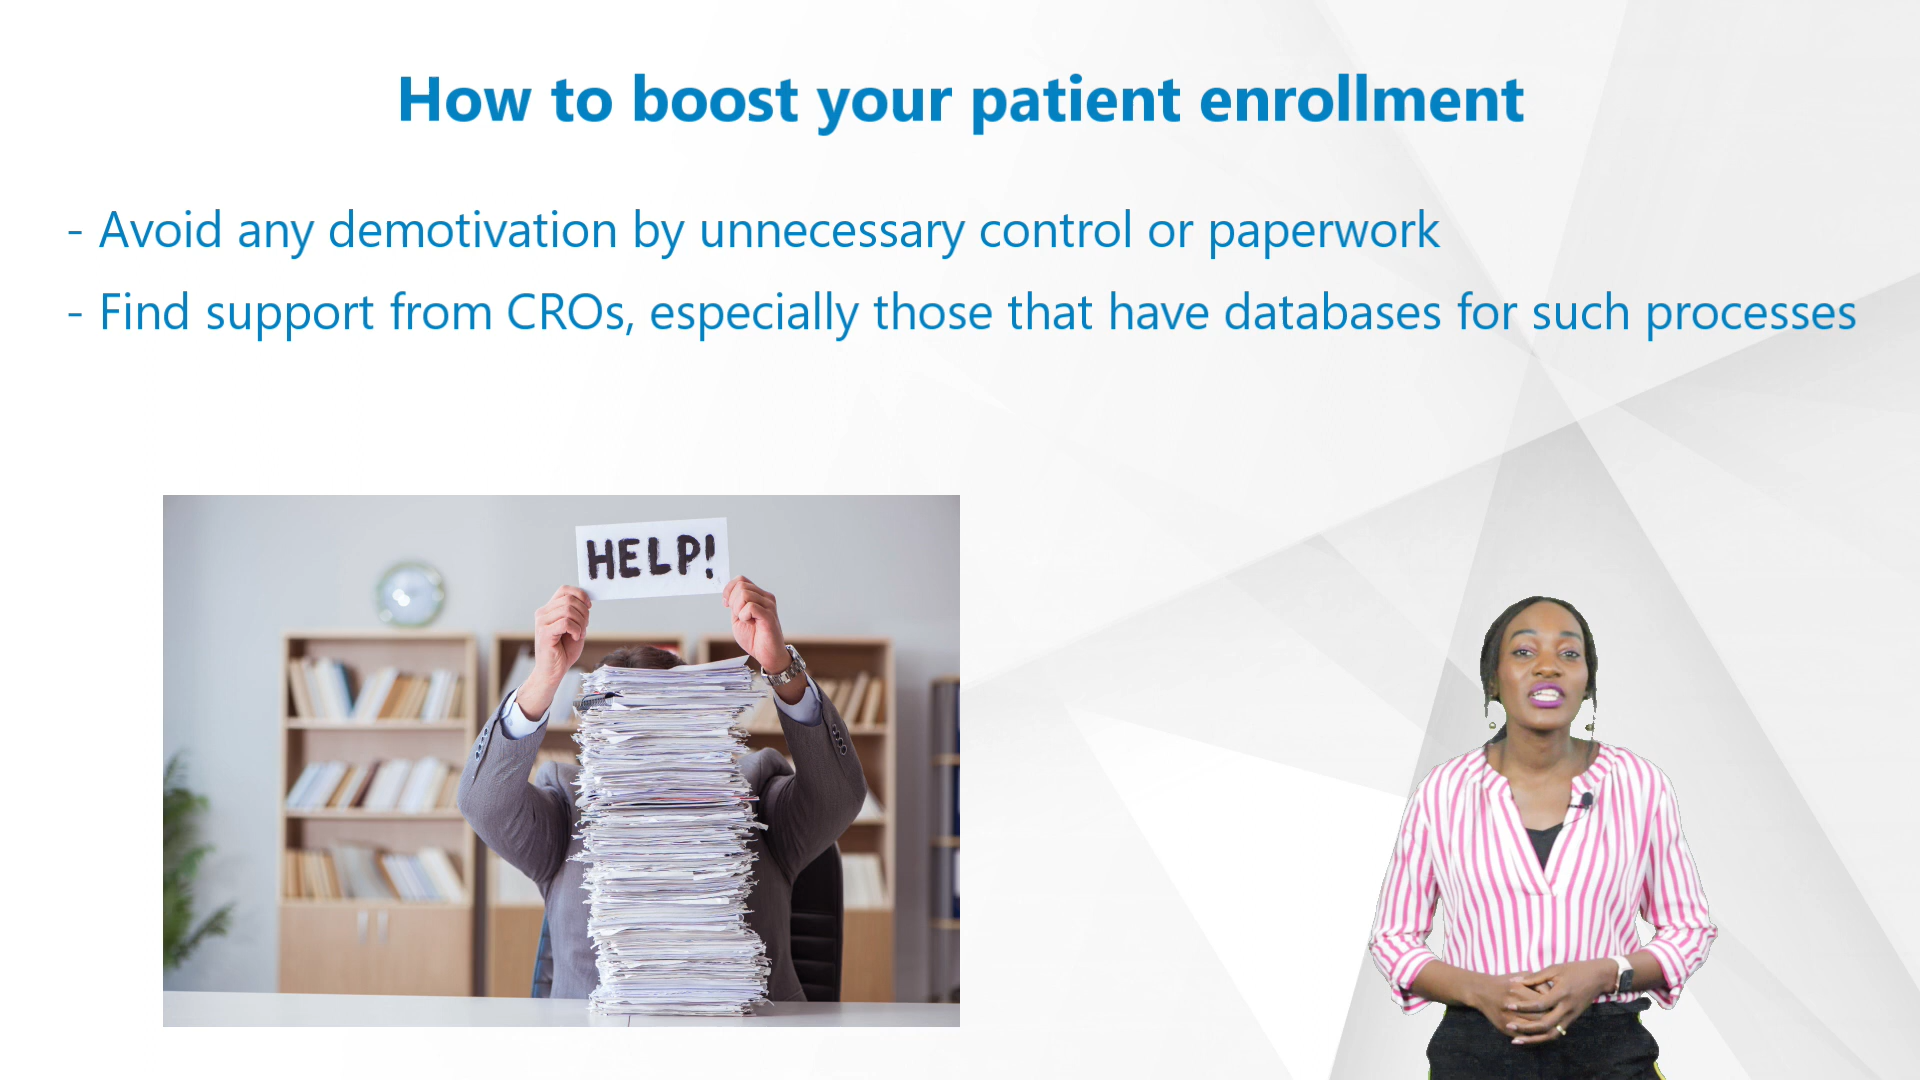 How to boost your patient enrollment
- Avoid any demotivation by unnecessary control or paperwork
- Find support from CROs, especially those that have databases for such processes
HELP!